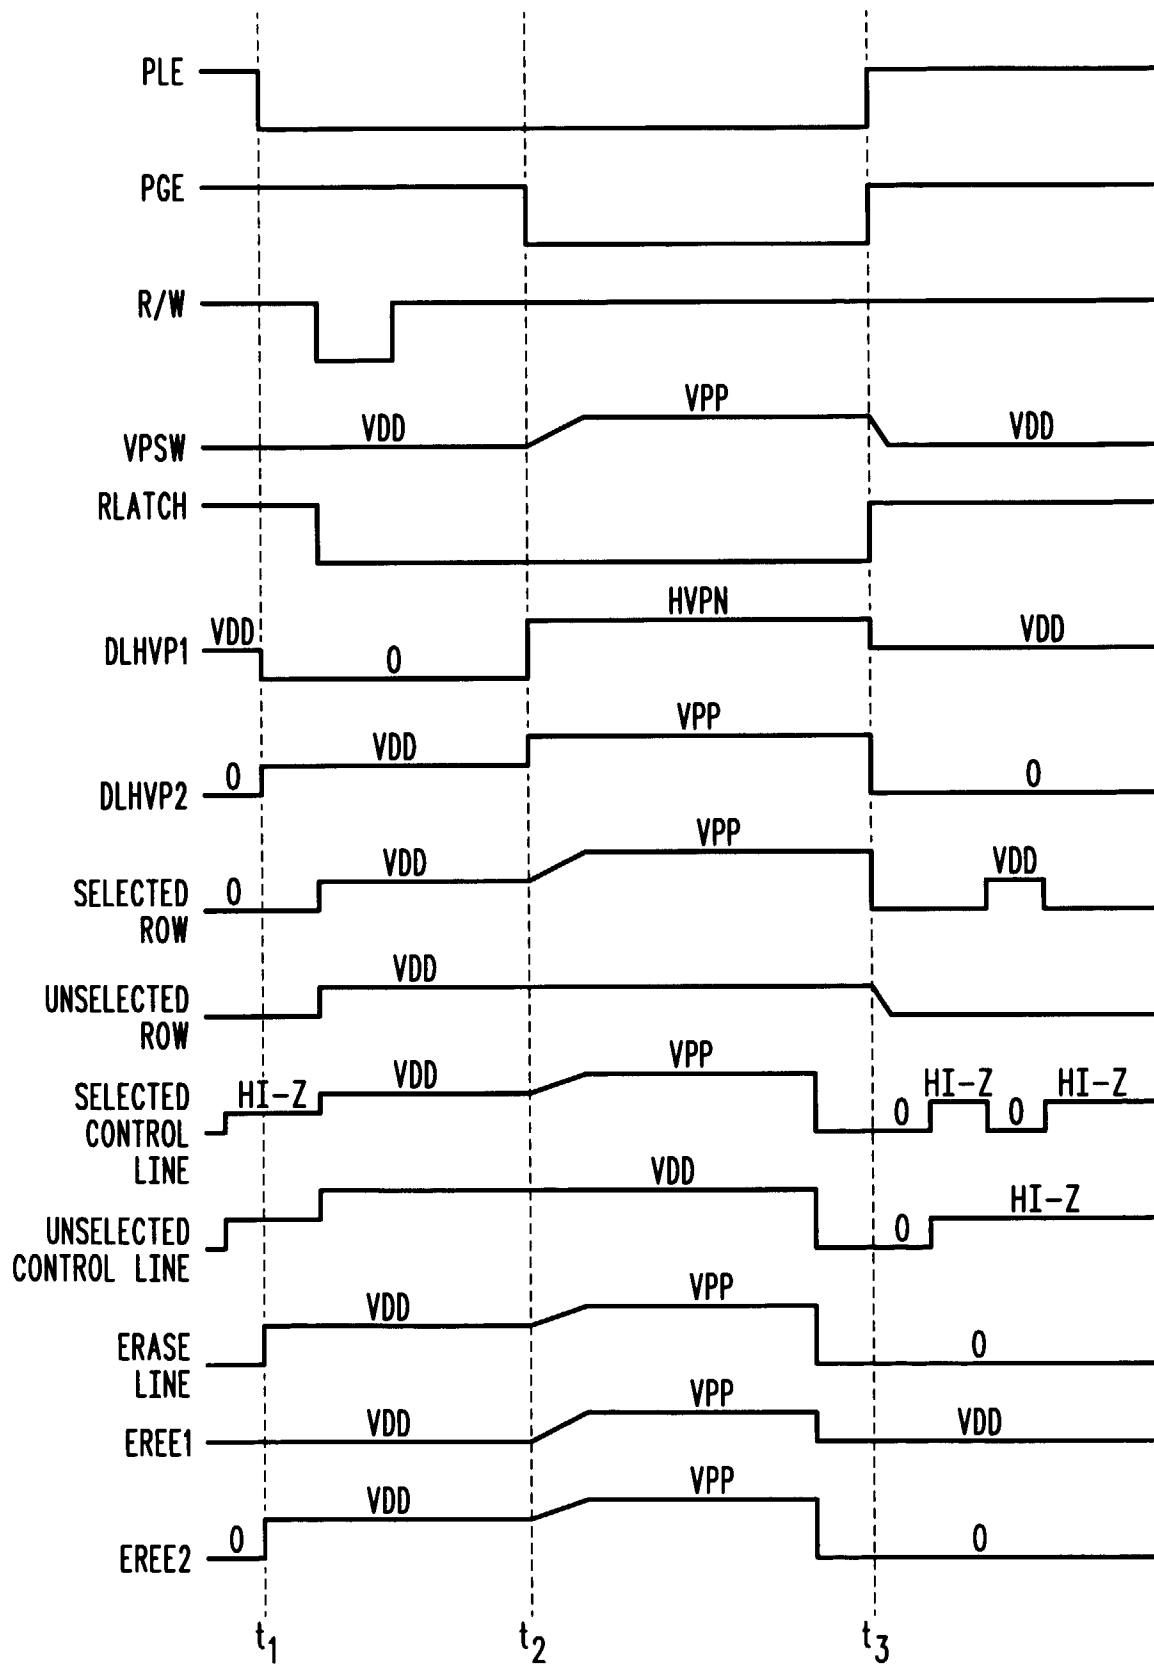 PLE
PGE
R/W
VPSW VDD VPP VDD
RLATCH
DLHVP1 VDD 0 HVPN VDD
DLHVP2 0 VDD VPP 0
SELECTED
ROW
0 VDD VPP VDD
UNSELECTED
ROW
VDD
SELECTED
CONTROL
LINE
HI-Z VDD VPP 0 HI-Z 0 HI-Z
UNSELECTED
CONTROL LINE
VDD 0 HI-Z
ERASE
LINE
VDD VPP 0
EREE1 VDD VPP VDD
EREE2 0 VDD VPP 0
t1 t2 t3